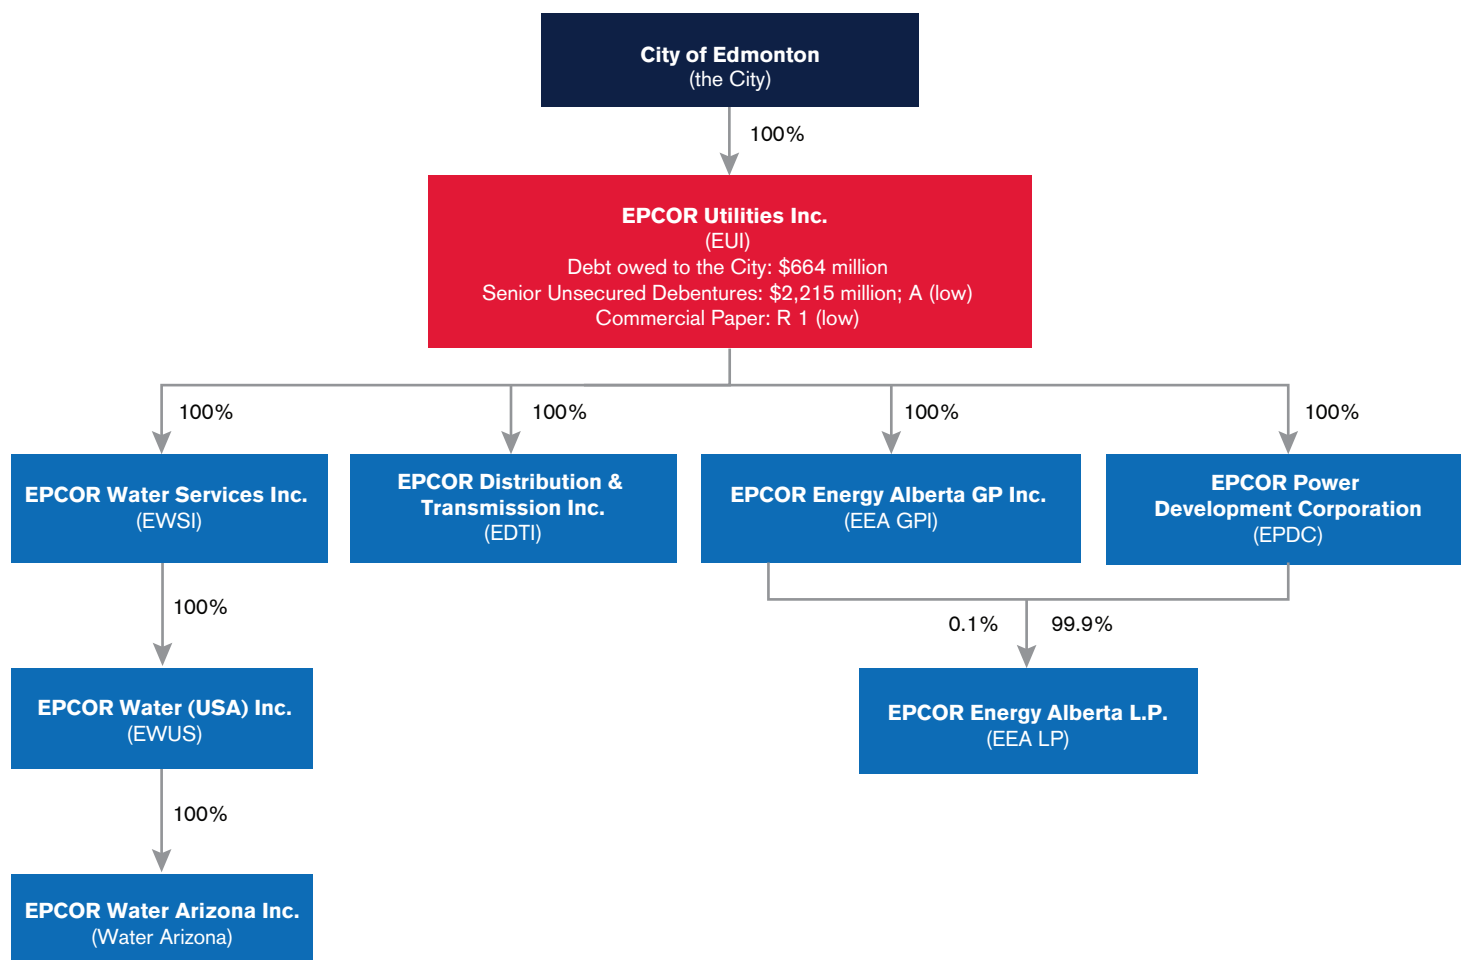 City of Edmonton
(the City)
100%
EPCOR Utilities Inc.
(EUI)
Debt owed to the City: $664 million
Senior Unsecured Debentures: $2,215 million; A (low)
Commercial Paper: R 1 (low)
100%
100%
100%
100%
EPCOR Water Services Inc.
(EWSI)
EPCOR Distribution &
Transmission Inc.
(EDTI)
EPCOR Energy Alberta GP Inc.
(EEA GPI)
EPCOR Power
Development Corporation
(EPDC)
100%
0.1%
99.9%
EPCOR Water (USA) Inc.
(EWUS)
EPCOR Energy Alberta L.P.
(EEA LP)
100%
EPCOR Water Arizona Inc.
(Water Arizona)